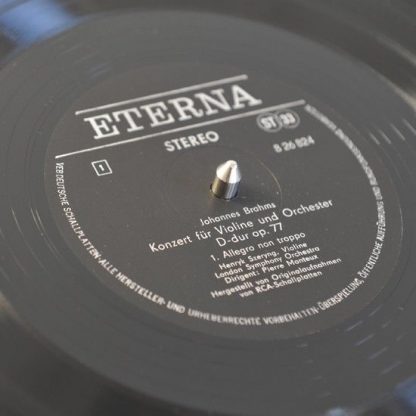 ETERNA
STEREO
ST 33
1
8 26 824
Johannes Brahms
Konzert für Violine und Orchester
D-dur op. 77
1. Allegro non troppo
Henryk Szeryng, Violine
London Symphony Orchestra
Dirigent: Pierre Monteux
Hergestellt von Originalaufnahmen
von RCA-Schallplatten
VEB DEUTSCHE SCHALLPLATTEN · ALLE HERSTELLER- UND URHEBERRECHTE VORBEHALTEN · ÜBERSPIELUNG, ÖFFENTLICHE AUFFÜHRUNG